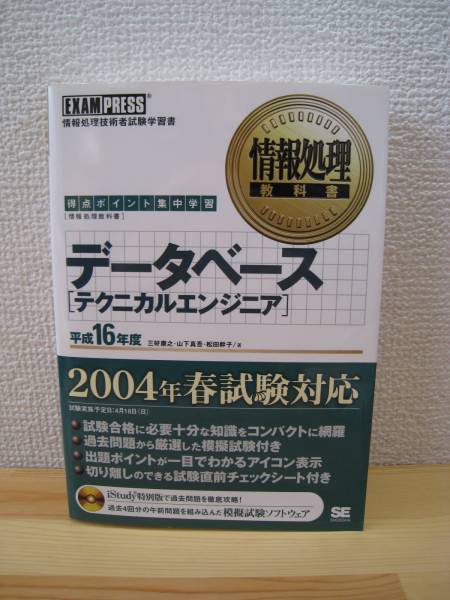 EXAMPRESS®
情報処理技術者試験学習書
情報処理
教科書
得点ポイント集中学習
[情報処理教科書]
データベース
[テクニカルエンジニア]
平成16年度
三好康之・山下真吾・松田幹子/著
2004年春試験対応
試験実施予定日:4月18日(日)
試験合格に必要十分な知識をコンパクトに網羅
過去問題から厳選した模擬試験付き
出題ポイントが一目でわかるアイコン表示
切り離しのできる試験直前チェックシート付き
iStudy特別版で過去問題を徹底攻略!
過去4回分の午前問題を組み込んだ模擬試験ソフトウェア
SE
SHOEISHA